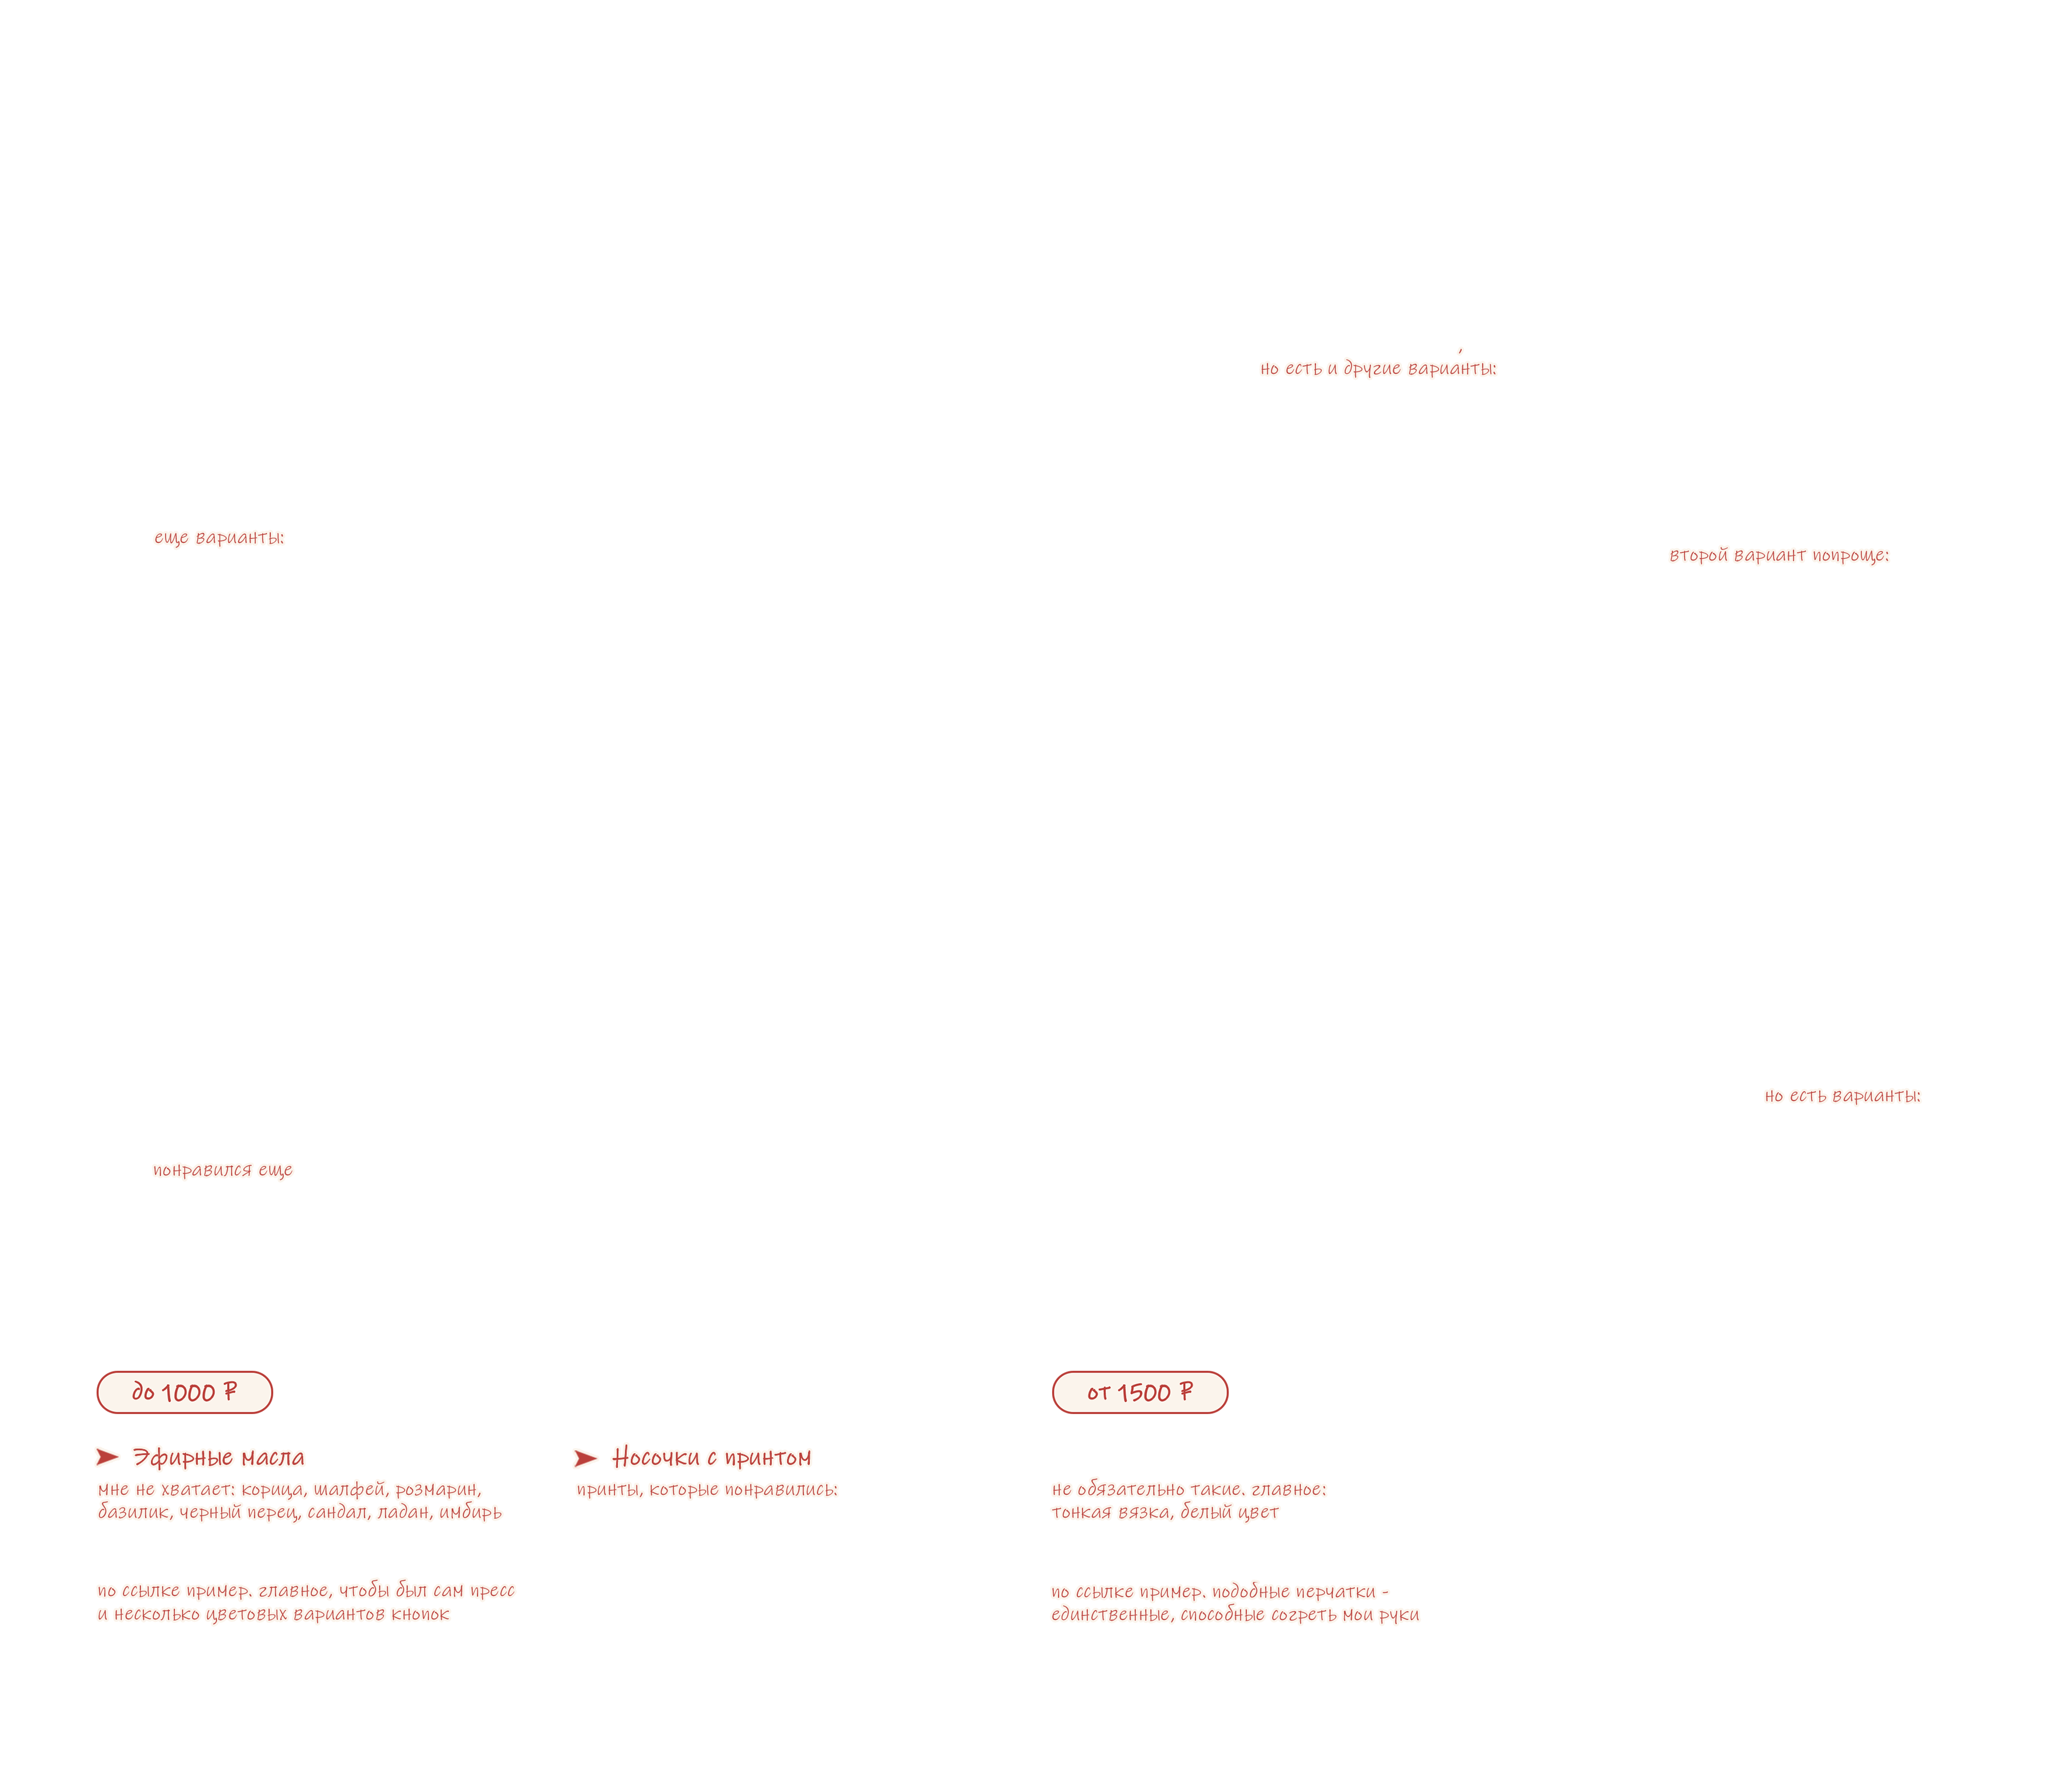 но есть и другие варианты:
еще варианты:
второй вариант попроще:
но есть варианты:
понравился еще
до 1000 ₽
от 1500 ₽
Эфирные масла
мне не хватает: корица, шалфей, розмарин,
базилик, черный перец, сандал, ладан, имбирь
по ссылке пример. главное, чтобы был сам пресс
и несколько цветовых вариантов кнопок
Носочки с принтом
принты, которые понравились:
не обязательно такие. главное:
тонкая вязка, белый цвет
по ссылке пример. подобные перчатки -
единственные, способные согреть мои руки